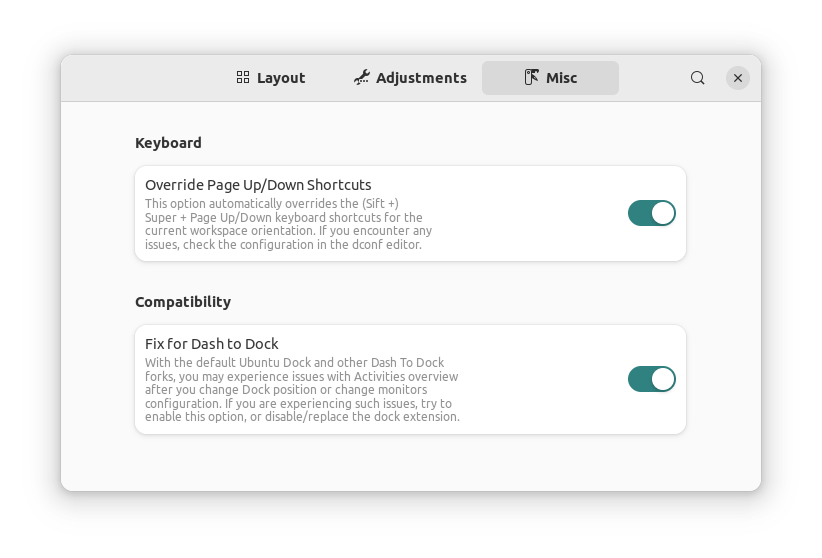 Layout Adjustments Misc
Keyboard
Override Page Up/Down Shortcuts
This option automatically overrides the (Sift +)
Super + Page Up/Down keyboard shortcuts for the
current workspace orientation. If you encounter any
issues, check the configuration in the dconf editor.
Compatibility
Fix for Dash to Dock
With the default Ubuntu Dock and other Dash To Dock
forks, you may experience issues with Activities overview
after you change Dock position or change monitors
configuration. If you are experiencing such issues, try to
enable this option, or disable/replace the dock extension.